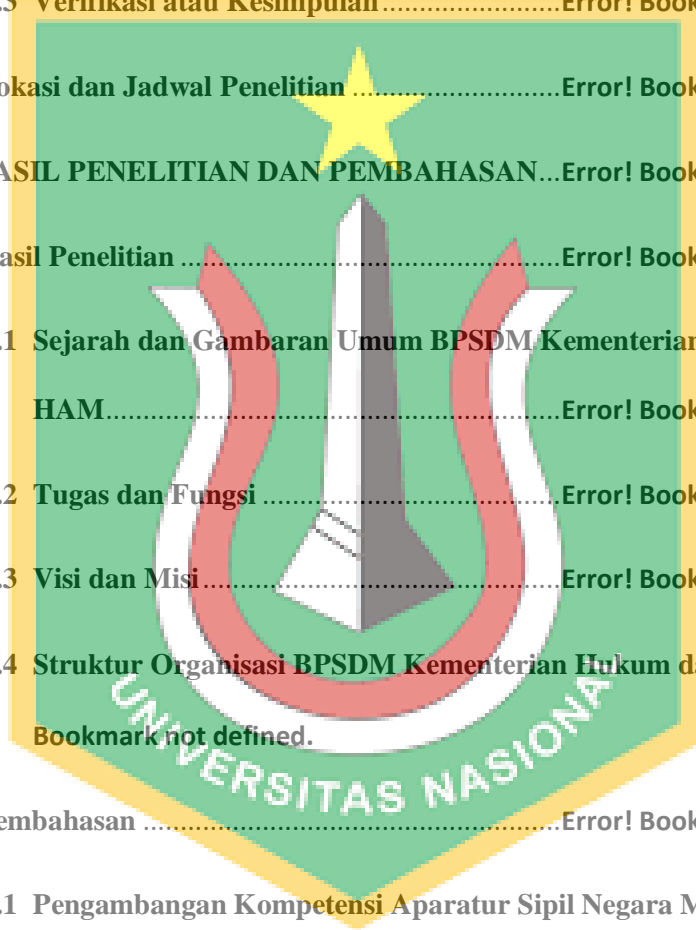 .3 Verifikasi atau Kesimpulan.......................Error! Book
okasi dan Jadwal Penelitian ..........................Error! Book
ASIL PENELITIAN DAN PEMBAHASAN...Error! Book
asil Penelitian ...............................................Error! Book
.1 Sejarah dan Gambaran Umum BPSDM Kementerian
HAM.........................................................Error! Book
.2 Tugas dan Fungsi .....................................Error! Book
.3 Visi dan Misi.............................................Error! Book
.4 Struktur Organisasi BPSDM Kementerian Hukum da
Bookmark not defined.
UNIVERSITAS NASIONAL
embahasan ....................................................Error! Book
.1 Pengambangan Kompetensi Aparatur Sipil Negara M